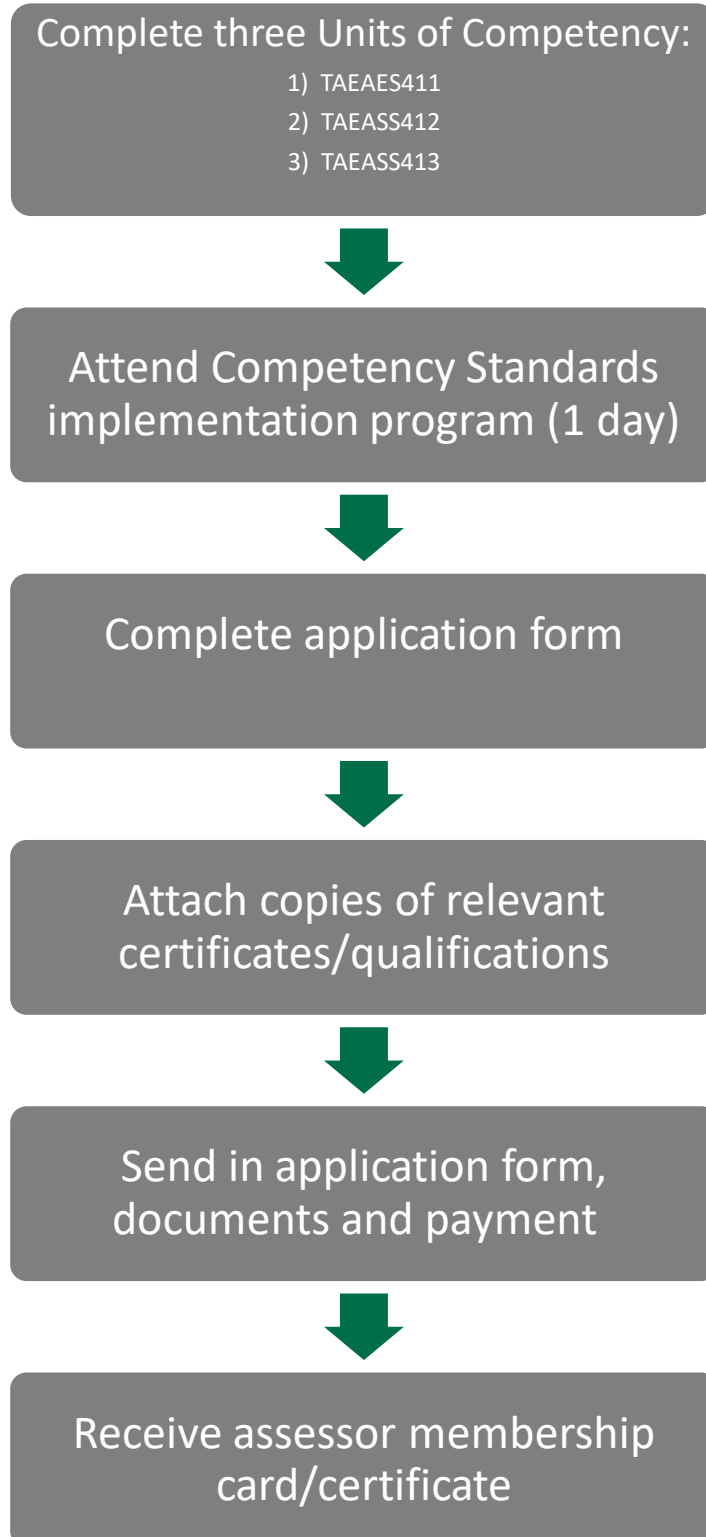 Complete three Units of Competency:
1) TAEAES411
2) TAEASS412
3) TAEASS413
Attend Competency Standards
implementation program (1 day)
Complete application form
Attach copies of relevant
certificates/qualifications
Send in application form,
documents and payment
Receive assessor membership
card/certificate